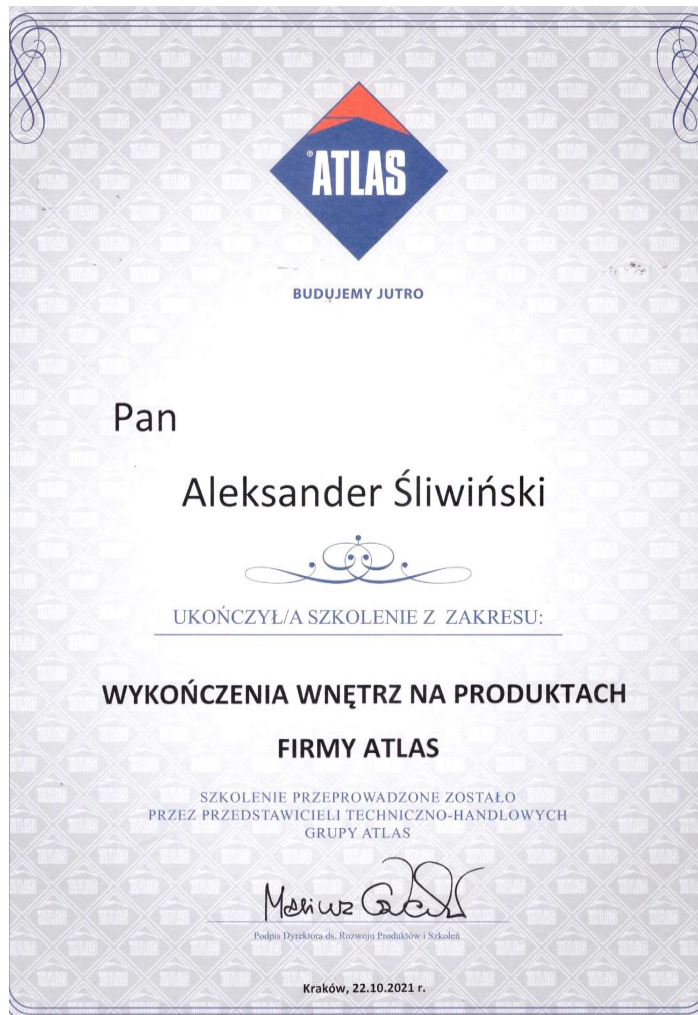 ® ATLAS
BUDUJEMY JUTRO
Pan
Aleksander Śliwiński
UKOŃCZYŁ/A SZKOLENIE Z ZAKRESU:
WYKOŃCZENIA WNĘTRZ NA PRODUKTACH
FIRMY ATLAS
SZKOLENIE PRZEPROWADZONE ZOSTAŁO
PRZEZ PRZEDSTAWICIELI TECHNICZNO-HANDLOWYCH
GRUPY ATLAS
Mariusz
Podpis Dyrektora ds. Rozwoju Produktów i Szkoleń
Kraków, 22.10.2021 r.